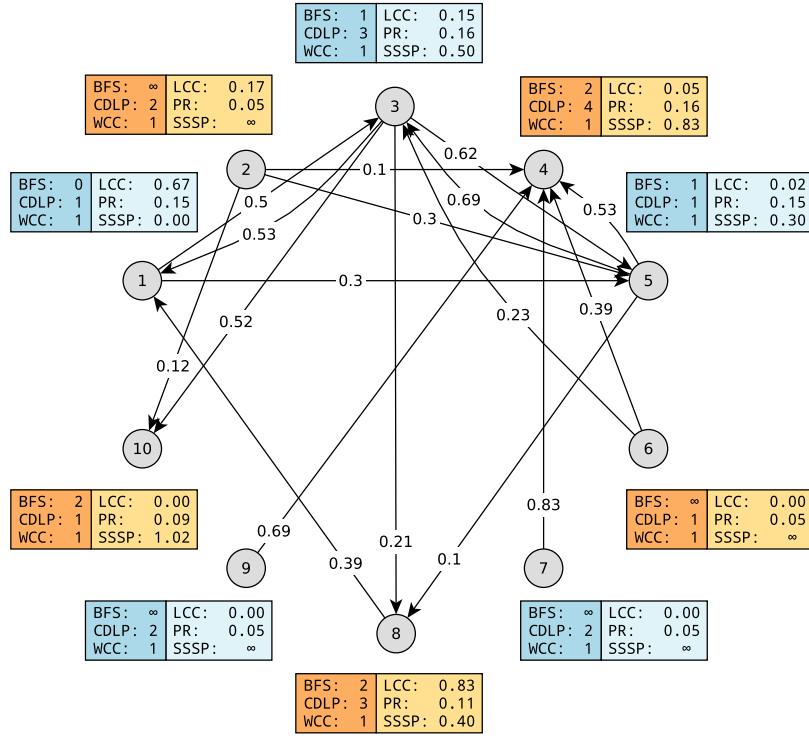 BFS: 1 LCC: 0.15
CDLP: 3 PR: 0.16
WCC: 1 SSSP: 0.50
BFS: ∞ LCC: 0.17
CDLP: 2 PR: 0.05
WCC: 1 SSSP: ∞
BFS: 2 LCC: 0.05
CDLP: 4 PR: 0.16
WCC: 1 SSSP: 0.83
3
0.62
2
0.1
4
BFS: 0 LCC: 0.67
CDLP: 1 PR: 0.15
WCC: 1 SSSP: 0.00
BFS: 1 LCC: 0.02
CDLP: 1 PR: 0.15
WCC: 1 SSSP: 0.30
0.5
0.69
0.53
0.3
0.53
1
0.3
5
0.52
0.23
0.39
0.12
10
6
BFS: 2 LCC: 0.00
CDLP: 1 PR: 0.09
WCC: 1 SSSP: 1.02
BFS: ∞ LCC: 0.00
CDLP: 1 PR: 0.05
WCC: 1 SSSP: ∞
0.83
0.69
0.21
0.39
0.1
9
7
BFS: ∞ LCC: 0.00
CDLP: 2 PR: 0.05
WCC: 1 SSSP: ∞
8
BFS: ∞ LCC: 0.00
CDLP: 2 PR: 0.05
WCC: 1 SSSP: ∞
BFS: 2 LCC: 0.83
CDLP: 3 PR: 0.11
WCC: 1 SSSP: 0.40